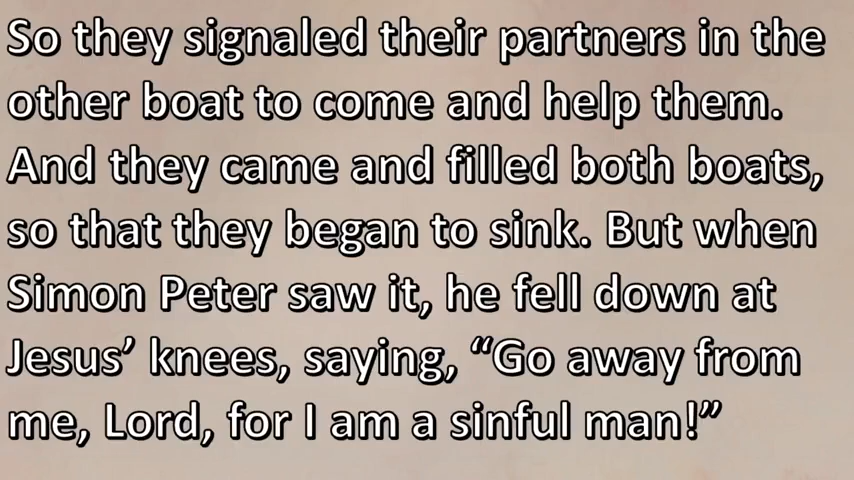 So they signaled their partners in the
other boat to come and help them.
And they came and filled both boats,
so that they began to sink. But when
Simon Peter saw it, he fell down at
Jesus’ knees, saying, “Go away from
me, Lord, for I am a sinful man!”